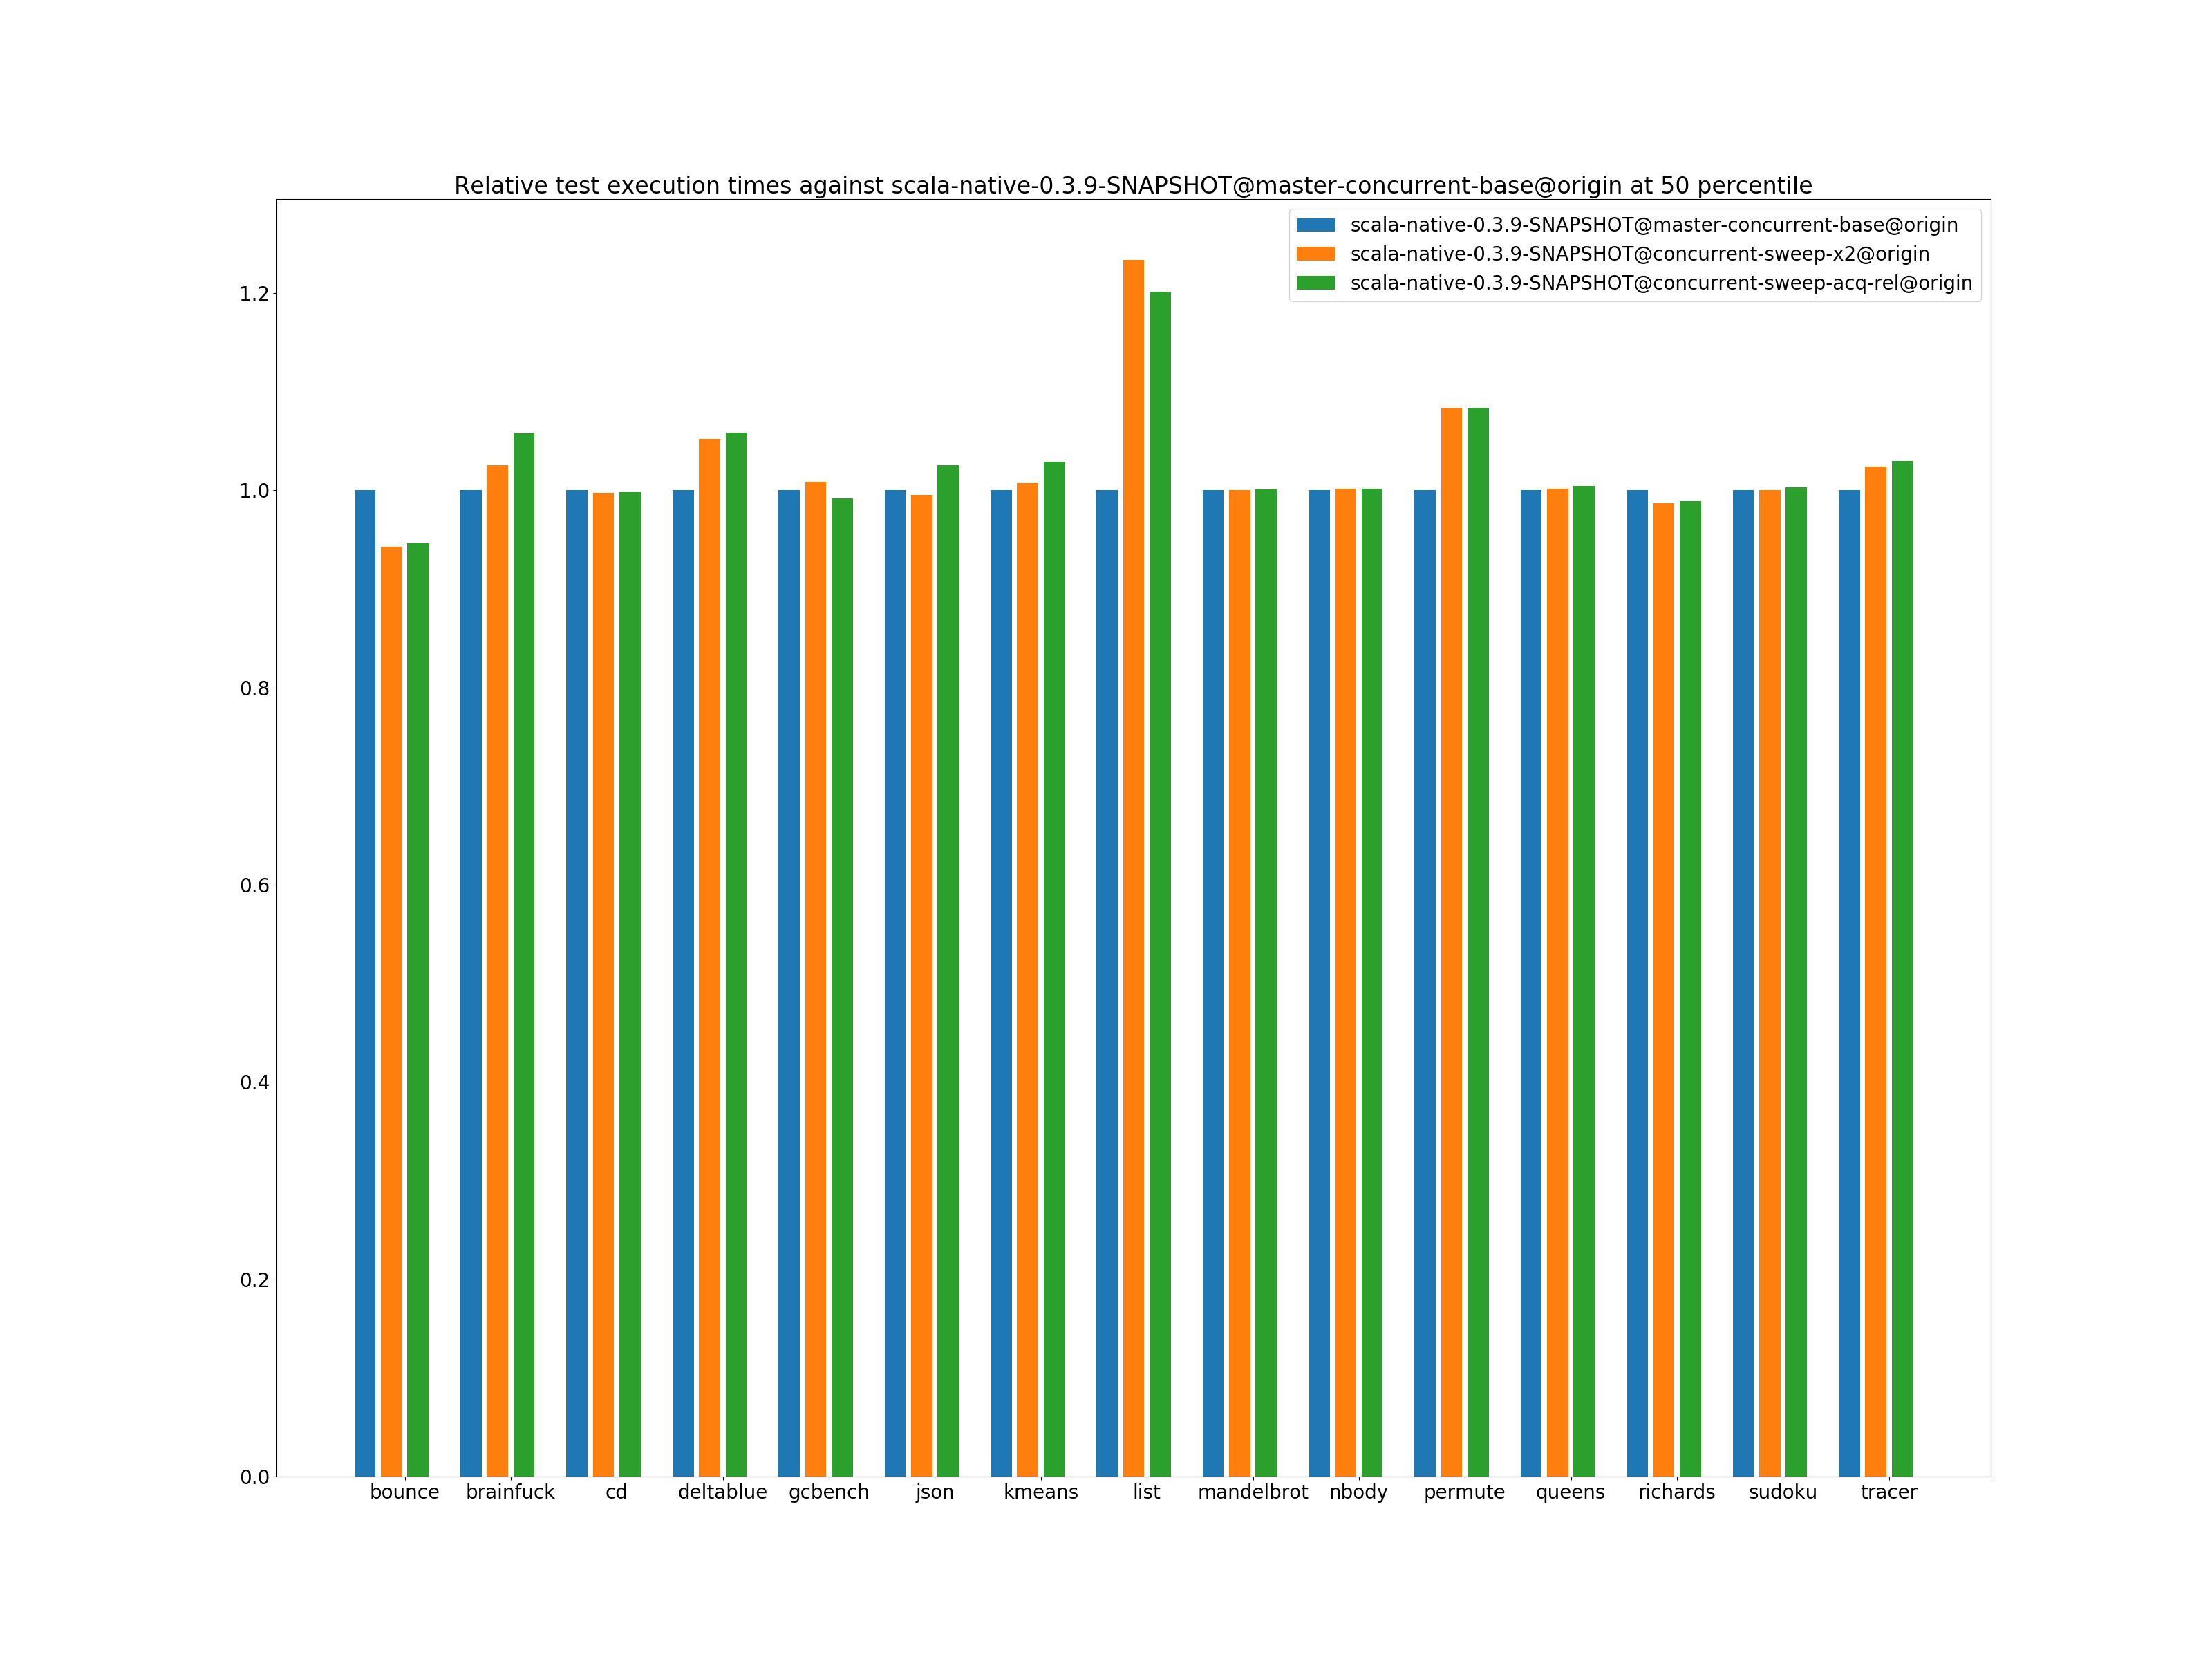 Relative test execution times against scala-native-0.3.9-SNAPSHOT@master-concurrent-base@origin at 50 percentile
scala-native-0.3.9-SNAPSHOT@master-concurrent-base@origin
scala-native-0.3.9-SNAPSHOT@concurrent-sweep-x2@origin
scala-native-0.3.9-SNAPSHOT@concurrent-sweep-acq-rel@origin
1.2
1.0
0.8
0.6
0.4
0.2
0.0
bounce brainfuck cd deltablue gcbench json kmeans list mandelbrot nbody permute queens richards sudoku tracer